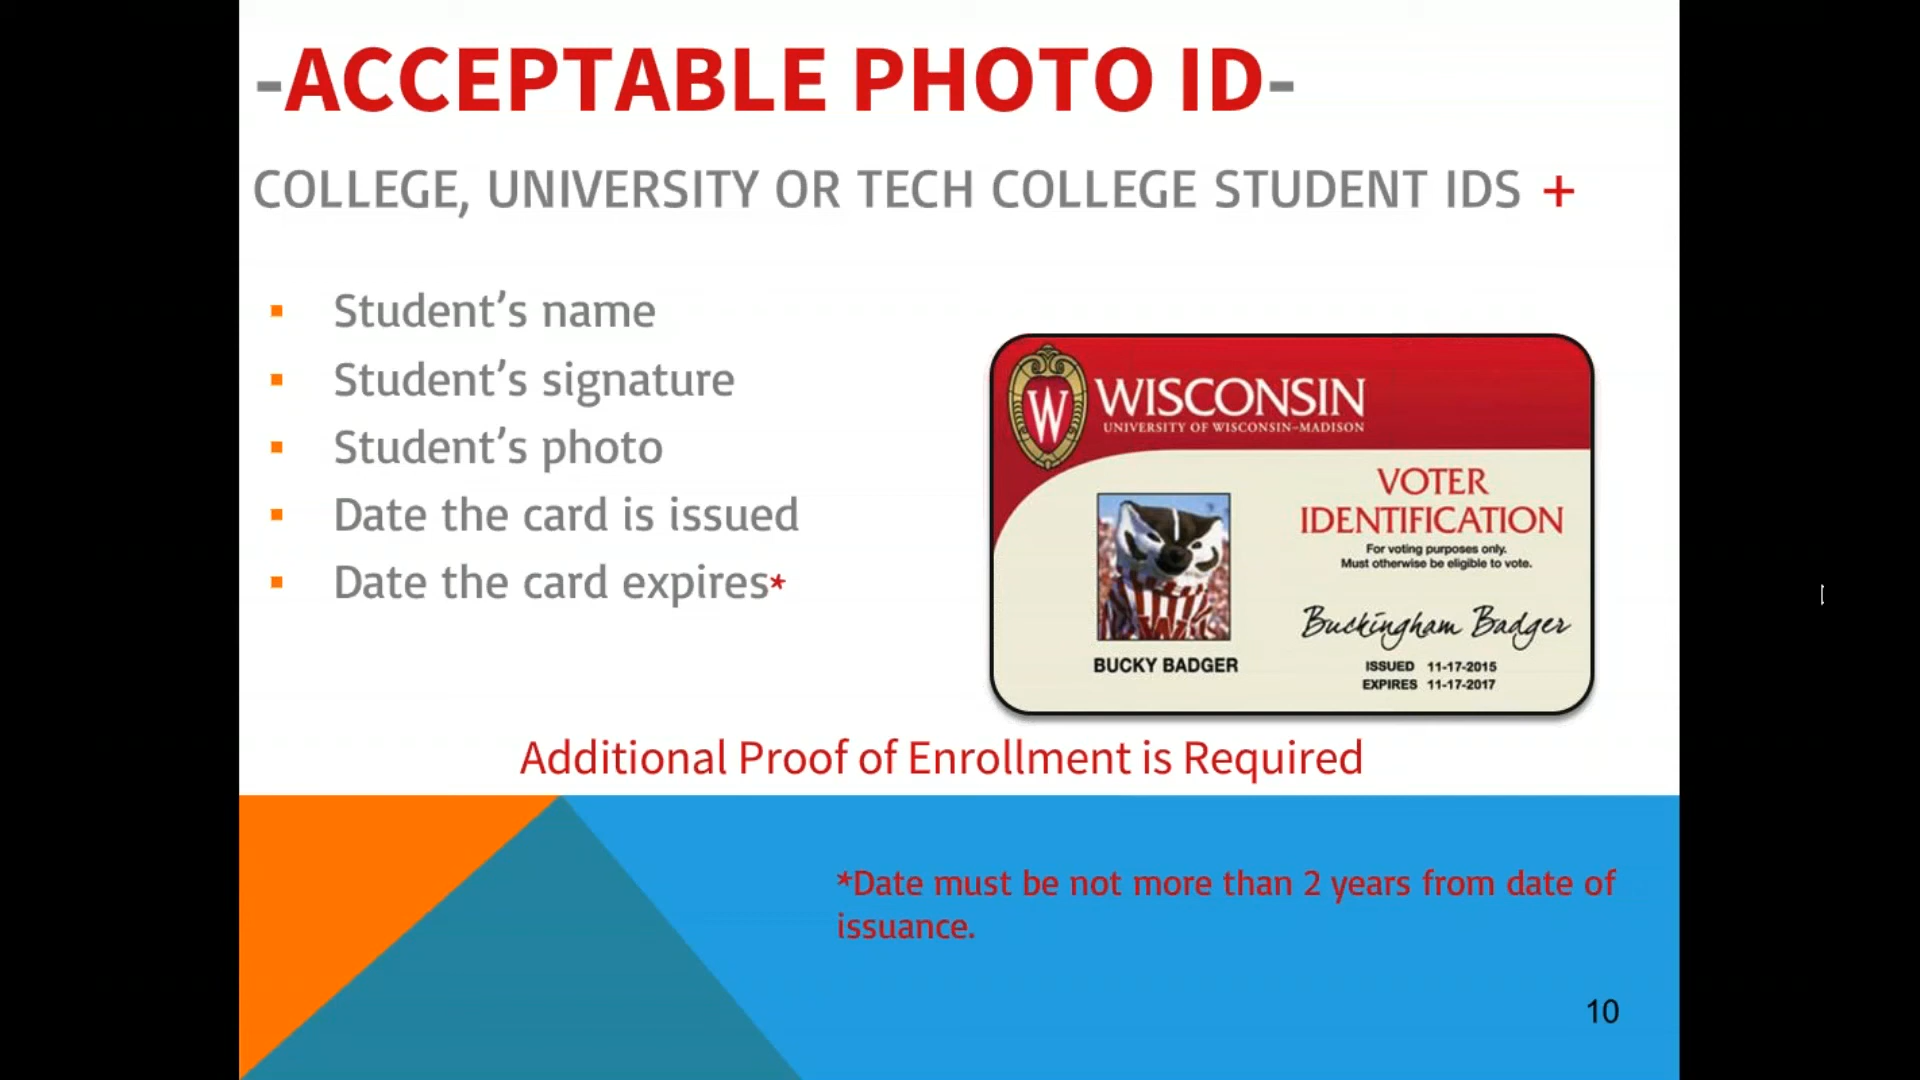 -ACCEPTABLE PHOTO ID-
COLLEGE, UNIVERSITY OR TECH COLLEGE STUDENT IDS +
▪ Student’s name
▪ Student’s signature
▪ Student’s photo
▪ Date the card is issued
▪ Date the card expires*
W WISCONSIN
UNIVERSITY OF WISCONSIN–MADISON
VOTER
IDENTIFICATION
For voting purposes only.
Must otherwise be eligible to vote.
Buckingham Badger
BUCKY BADGER
ISSUED 11-17-2015
EXPIRES 11-17-2017
Additional Proof of Enrollment is Required
*Date must be not more than 2 years from date of
issuance.
10